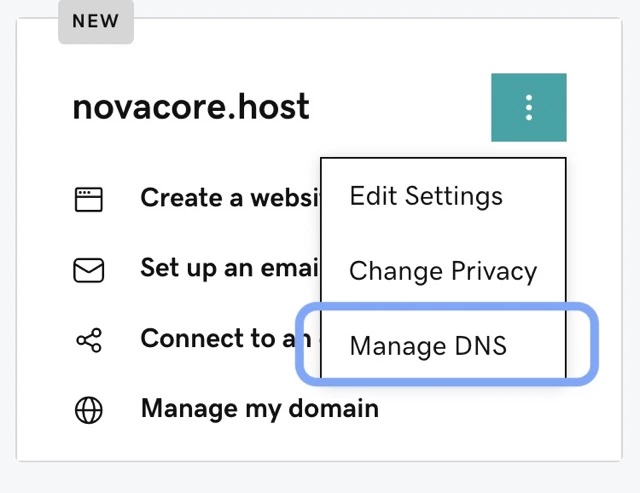 NEW
novacore.host
Create a websi
Edit Settings
Set up an emai
Change Privacy
Connect to an
Manage DNS
Manage my domain